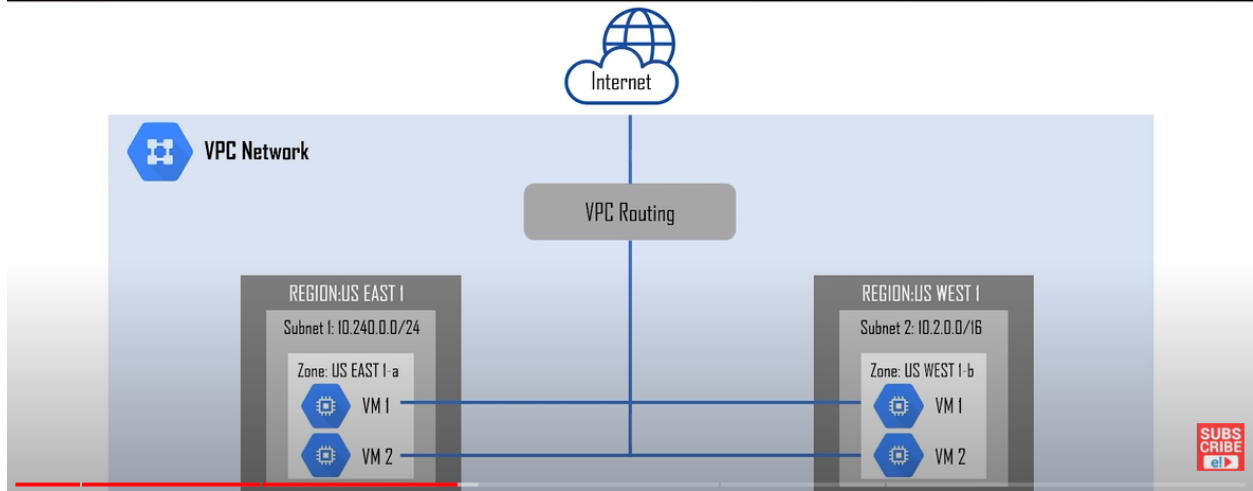 Internet
VPC Network
VPC Routing
REGION:US EAST 1
Subnet 1: 10.240.0.0/24
Zone: US EAST 1-a
VM 1
VM 2
REGION:US WEST 1
Subnet 2: 10.2.0.0/16
Zone: US WEST 1-b
VM 1
VM 2
SUBS
CRIBE
e!